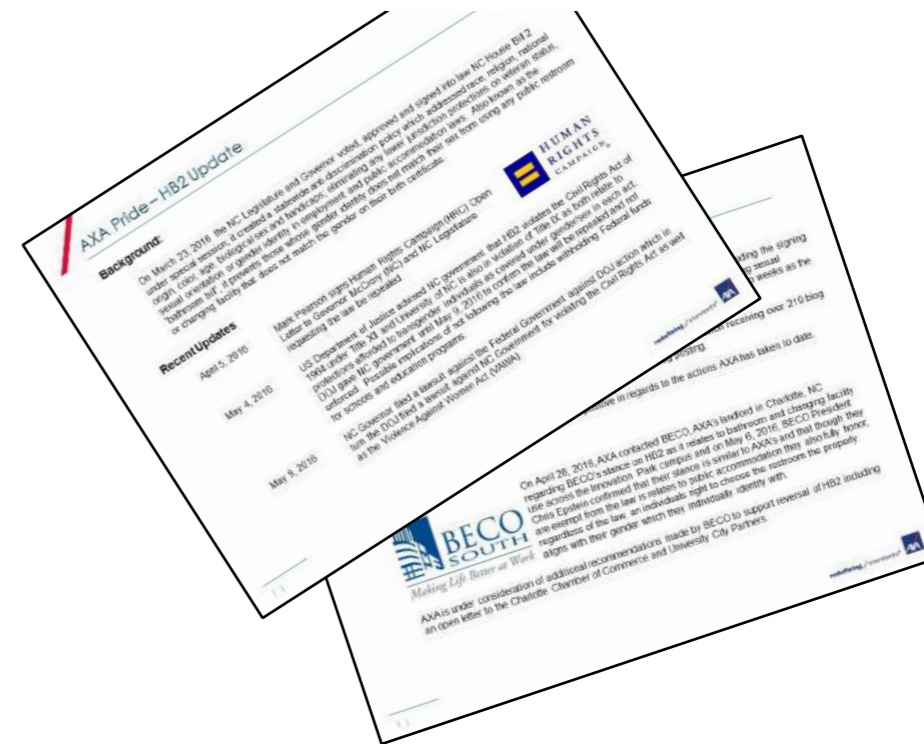 AXA Pride – HB2 Update
Background:
On March 23, 2016, the NC Legislature and Governor voted, approved and signed into law NC House Bill 2
under special session, it created a statewide anti-discrimination policy which addressed race, religion, national
origin, color, age, biological sex and handicaps; eliminating any lower jurisdiction protections on veteran status,
sexual orientation or gender identity in employment and public accommodation laws. Also known as the
"bathroom bill", it prevents those whose gender identity does not match their sex from using any public restroom
or changing facility that does not match the gender on their birth certificate.
HUMAN
RIGHTS
CAMPAIGN
Recent Updates
April 5, 2016
Mark Pearson signs Human Rights Campaign (HRC) Open
Letter to Governor McCrory (NC) and NC Legislature
requesting the law be repealed
May 4, 2016
US Department of Justice advised NC government that HB2 violates the Civil Rights Act of
1964 under Title XI and University of NC is also in violation of Title IX as both relate to
protections afforded to transgender individuals as covered under gender/sex in each act.
DOJ gave NC government until May 9, 2016 to confirm the law will be repealed and not
enforced. Possible implications of not following the law include withholding Federal funds
for schools and education programs.
May 9, 2016
NC Governor filed a lawsuit against the Federal Government against DOJ action which in
turn the DOJ filed a lawsuit against NC Government for violating the Civil Rights Act as well
as the Violence Against Women Act (VAWA)
redefining / standards
AXA
the signing
sexual
weeks as the
receiving over 219 blog
posting.
in regards to the actions AXA has taken to date.
BECO
SOUTH
Making Life Better at Work
On April 26, 2016, AXA contacted BECO, AXA's landlord in Charlotte, NC
regarding BECO's stance on HB2 as it relates to bathroom and changing facility
use across the Innovation Park campus and on May 6, 2016, BECO President
Chris Epstein confirmed that their stance is similar to AXA's and that though they
are exempt from the law is relates to public accommodation they also fully honor,
regardless of the law, an individuals right to choose the restroom the properly
aligns with their gender which they individually identify with.
AXA is under consideration of additional recommendations made by BECO to support reversal of HB2 including
an open letter to the Charlotte Chamber of Commerce and University City Partners.
redefining / standards
AXA